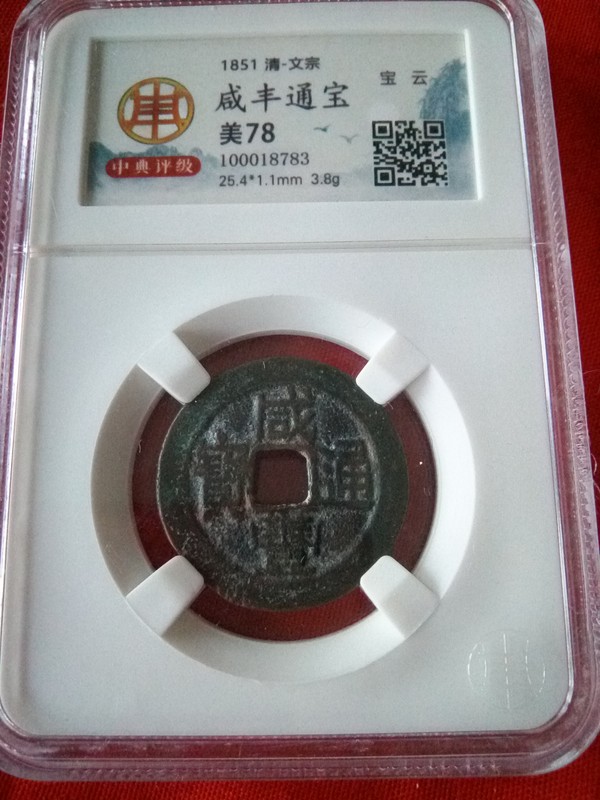 1851 清-文宗
咸丰通宝
宝 云
美78
100018783
25.4*1.1mm 3.8g
中典评级
咸
豐
通
寶